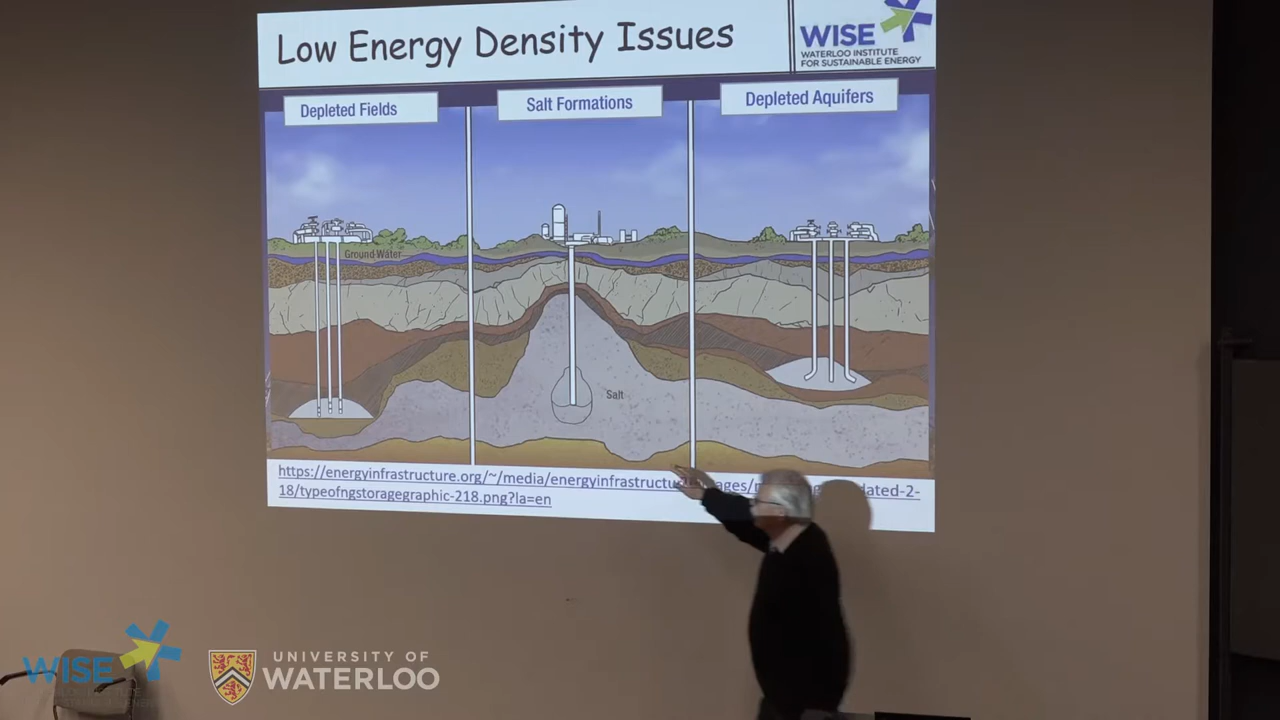 Low Energy Density Issues
WISE
WATERLOO INSTITUTE
FOR SUSTAINABLE ENERGY
Depleted Fields
Salt Formations
Depleted Aquifers
Ground Water
Salt
https://energyinfrastructure.org/~/media/energyinfrastructu
18/typeofngstoragegraphic-218.png?la=en
WISE
UNIVERSITY OF
WATERLOO